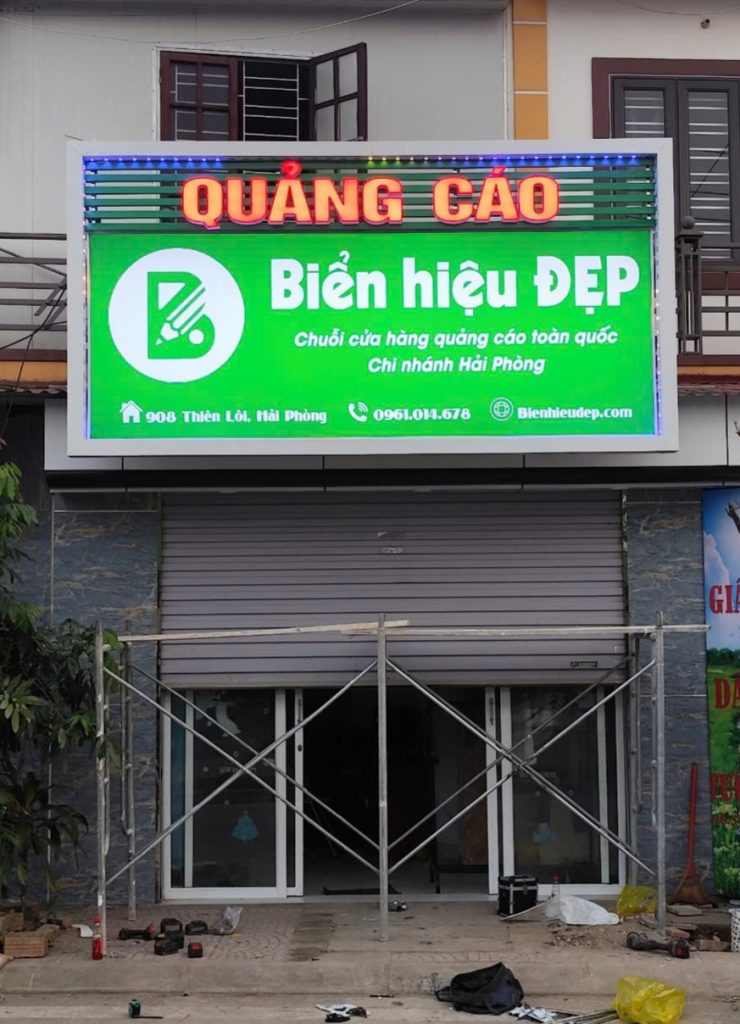 QUẢNG CÁO
Biển hiệu ĐẸP
Chuỗi cửa hàng quảng cáo toàn quốc
Chi nhánh Hải Phòng
908 Thiên Lôi, Hải Phòng
0961.014.678
Bienhieudep.com